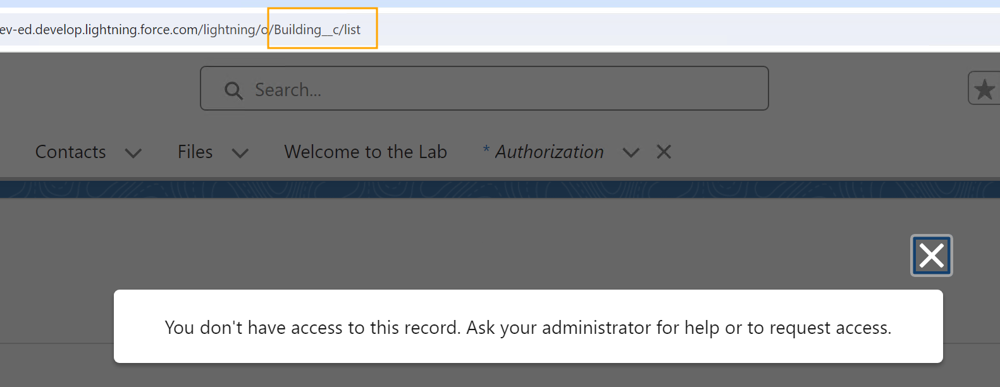 ev-ed.develop.lightning.force.com/lightning/o/Building__c/list
Search...
Contacts Files Welcome to the Lab * Authorization
You don't have access to this record. Ask your administrator for help or to request access.